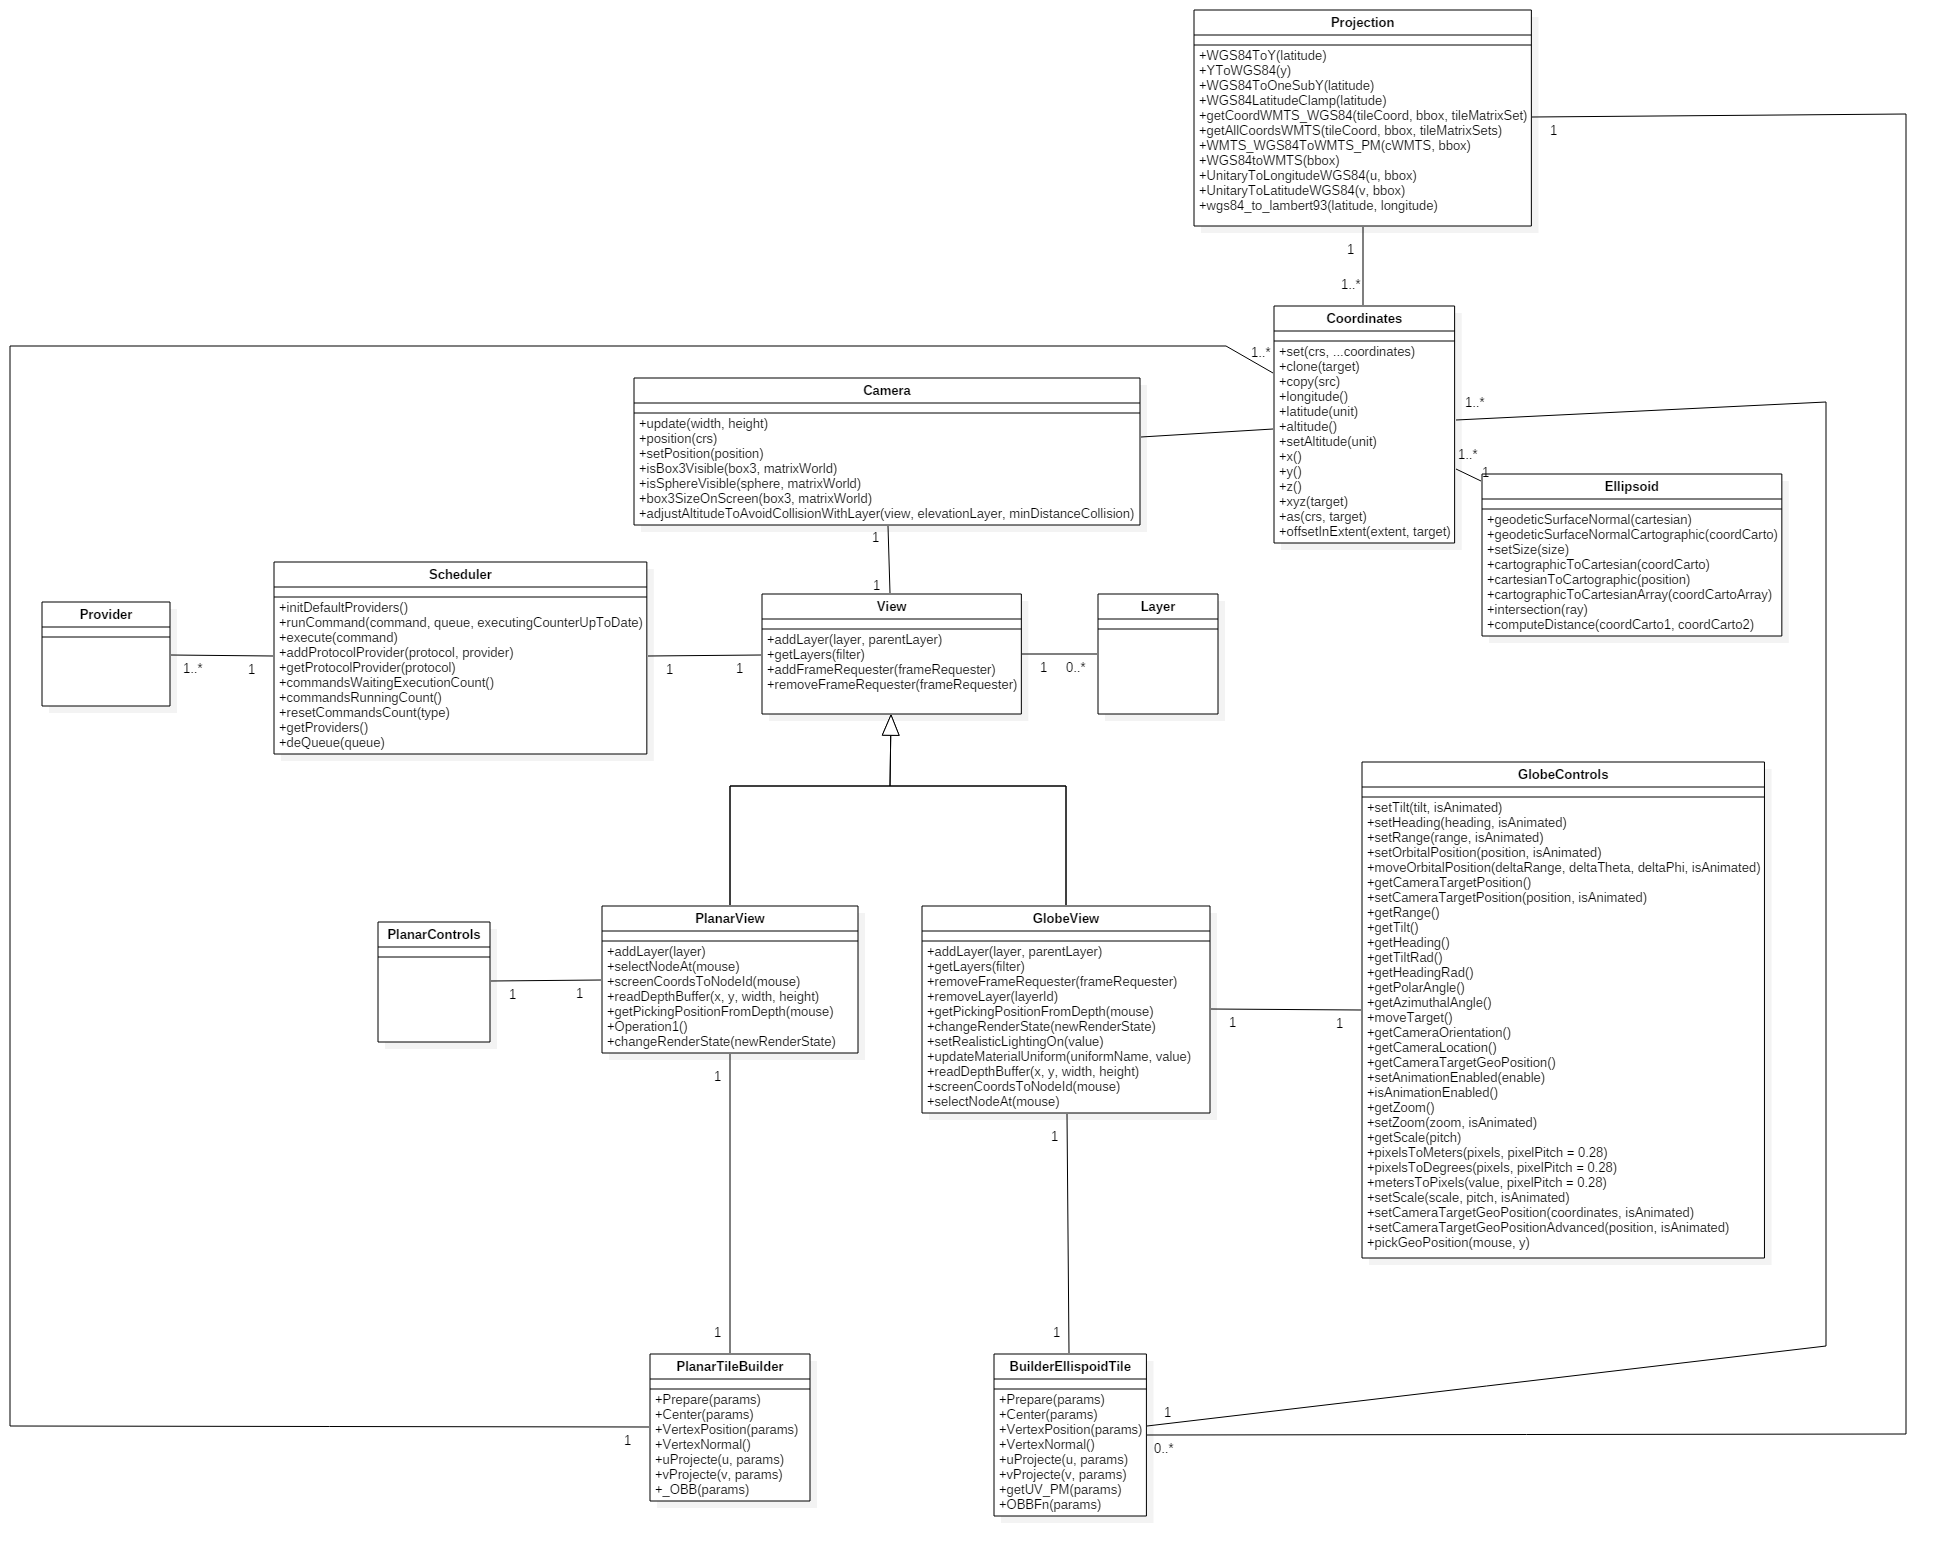 Projection
+WGS84ToY(latitude)
+YToWGS84(y)
+WGS84ToOneSubY(latitude)
+WGS84LatitudeClamp(latitude)
+getCoordWMTS_WGS84(tileCoord, bbox, tileMatrixSet)
+getAllCoordsWMTS(tileCoord, bbox, tileMatrixSets)
+WMTS_WGS84ToWMTS_PM(cWMTS, bbox)
+WGS84toWMTS(bbox)
+UnitaryToLongitudeWGS84(u, bbox)
+UnitaryToLatitudeWGS84(v, bbox)
+wgs84_to_lambert93(latitude, longitude)
1
1
1..*
Coordinates
+set(crs, ...coordinates)
+clone(target)
+copy(src)
+longitude()
+latitude(unit)
+altitude()
+setAltitude(unit)
+x()
+y()
+z()
+xyz(target)
+as(crs, target)
+offsetInExtent(extent, target)
1..*
1..*
1..*
1
Camera
+update(width, height)
+position(crs)
+setPosition(position)
+isBox3Visible(box3, matrixWorld)
+isSphereVisible(sphere, matrixWorld)
+box3SizeOnScreen(box3, matrixWorld)
+adjustAltitudeToAvoidCollisionWithLayer(view, elevationLayer, minDistanceCollision)
1
1
Ellipsoid
+geodeticSurfaceNormal(cartesian)
+geodeticSurfaceNormalCartographic(coordCarto)
+setSize(size)
+cartographicToCartesian(coordCarto)
+cartesianToCartographic(position)
+cartographicToCartesianArray(coordCartoArray)
+intersection(ray)
+computeDistance(coordCarto1, coordCarto2)
Provider
1..*
1
Scheduler
+initDefaultProviders()
+runCommand(command, queue, executingCounterUpToDate)
+execute(command)
+addProtocolProvider(protocol, provider)
+getProtocolProvider(protocol)
+commandsWaitingExecutionCount()
+commandsRunningCount()
+resetCommandsCount(type)
+getProviders()
+deQueue(queue)
1
1
View
+addLayer(layer, parentLayer)
+getLayers(filter)
+addFrameRequester(frameRequester)
+removeFrameRequester(frameRequester)
1
0..*
Layer
GlobeControls
+setTilt(tilt, isAnimated)
+setHeading(heading, isAnimated)
+setRange(range, isAnimated)
+setOrbitalPosition(position, isAnimated)
+moveOrbitalPosition(deltaRange, deltaTheta, deltaPhi, isAnimated)
+getCameraTargetPosition()
+setCameraTargetPosition(position, isAnimated)
+getRange()
+getTilt()
+getHeading()
+getTiltRad()
+getHeadingRad()
+getPolarAngle()
+getAzimuthalAngle()
+moveTarget()
+getCameraOrientation()
+getCameraLocation()
+getCameraTargetGeoPosition()
+setAnimationEnabled(enable)
+isAnimationEnabled()
+getZoom()
+setZoom(zoom, isAnimated)
+getScale(pitch)
+pixelsToMeters(pixels, pixelPitch = 0.28)
+pixelsToDegrees(pixels, pixelPitch = 0.28)
+metersToPixels(value, pixelPitch = 0.28)
+setScale(scale, pitch, isAnimated)
+setCameraTargetGeoPosition(coordinates, isAnimated)
+setCameraTargetGeoPositionAdvanced(position, isAnimated)
+pickGeoPosition(mouse, y)
PlanarControls
1
1
PlanarView
+addLayer(layer)
+selectNodeAt(mouse)
+screenCoordsToNodeId(mouse)
+readDepthBuffer(x, y, width, height)
+getPickingPositionFromDepth(mouse)
+Operation1()
+changeRenderState(newRenderState)
1
GlobeView
+addLayer(layer, parentLayer)
+getLayers(filter)
+removeFrameRequester(frameRequester)
+removeLayer(layerId)
+getPickingPositionFromDepth(mouse)
+changeRenderState(newRenderState)
+setRealisticLightingOn(value)
+updateMaterialUniform(uniformName, value)
+readDepthBuffer(x, y, width, height)
+screenCoordsToNodeId(mouse)
+selectNodeAt(mouse)
1
1
1
1
1
PlanarTileBuilder
+Prepare(params)
+Center(params)
+VertexPosition(params)
+VertexNormal()
+uProjecte(u, params)
+vProjecte(v, params)
+_OBB(params)
1
BuilderEllispoidTile
+Prepare(params)
+Center(params)
+VertexPosition(params)
+VertexNormal()
+uProjecte(u, params)
+vProjecte(v, params)
+getUV_PM(params)
+OBBFn(params)
1
0..*